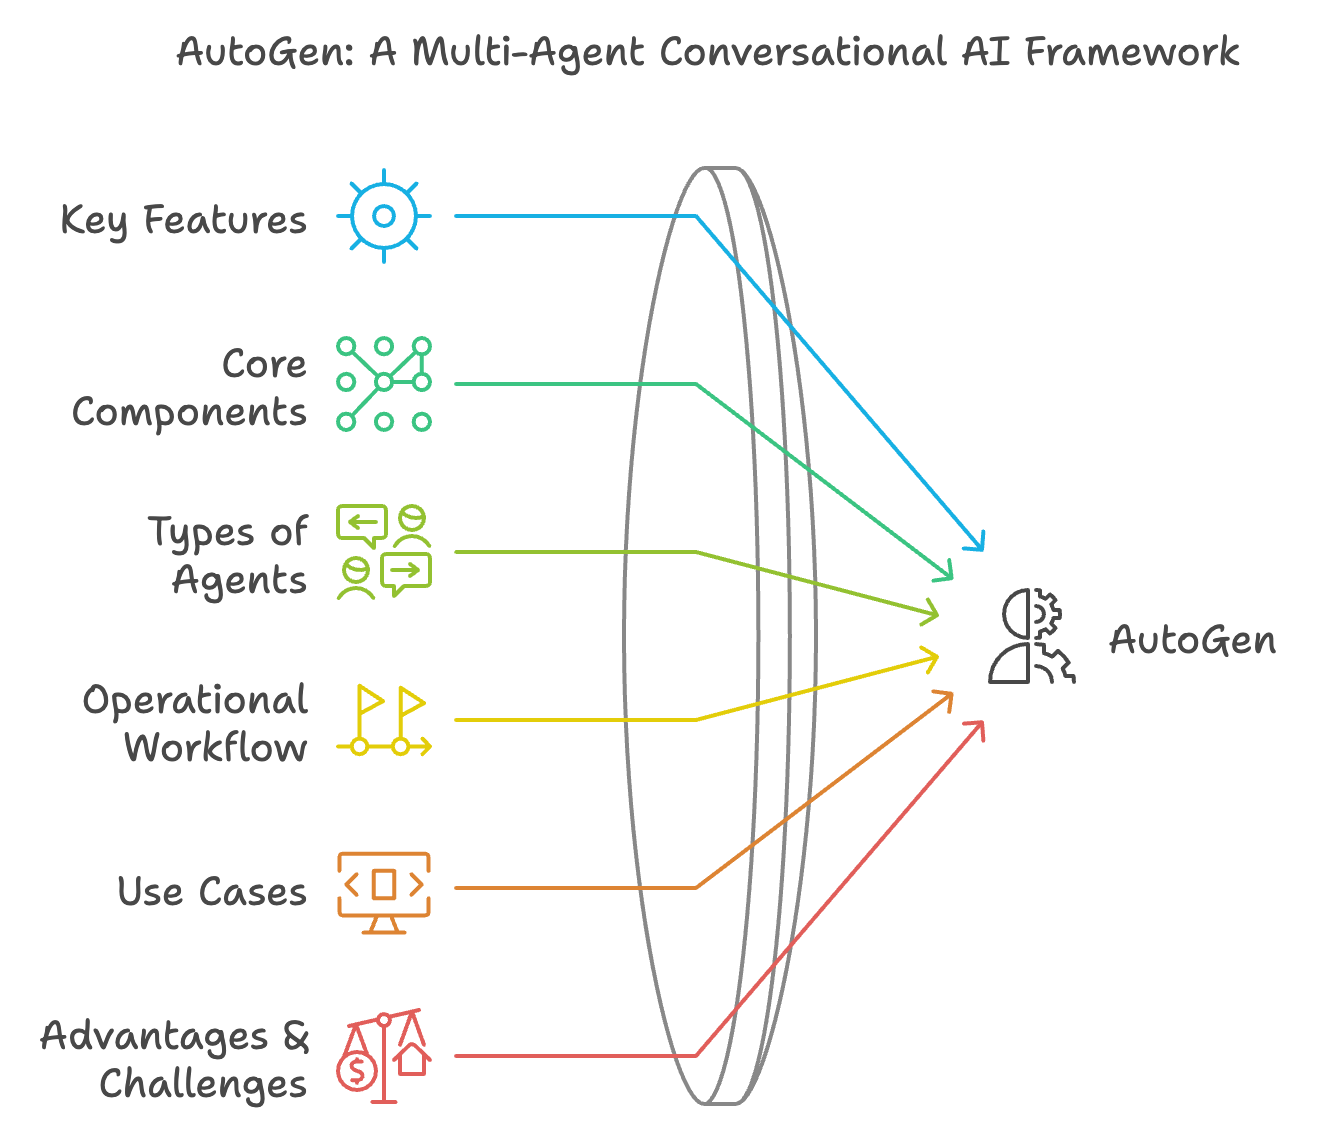 AutoGen: A Multi-Agent Conversational AI Framework
Key Features
Core
Components
Types of
Agents
Operational
Workflow
Use Cases
Advantages &
Challenges
$
AutoGen